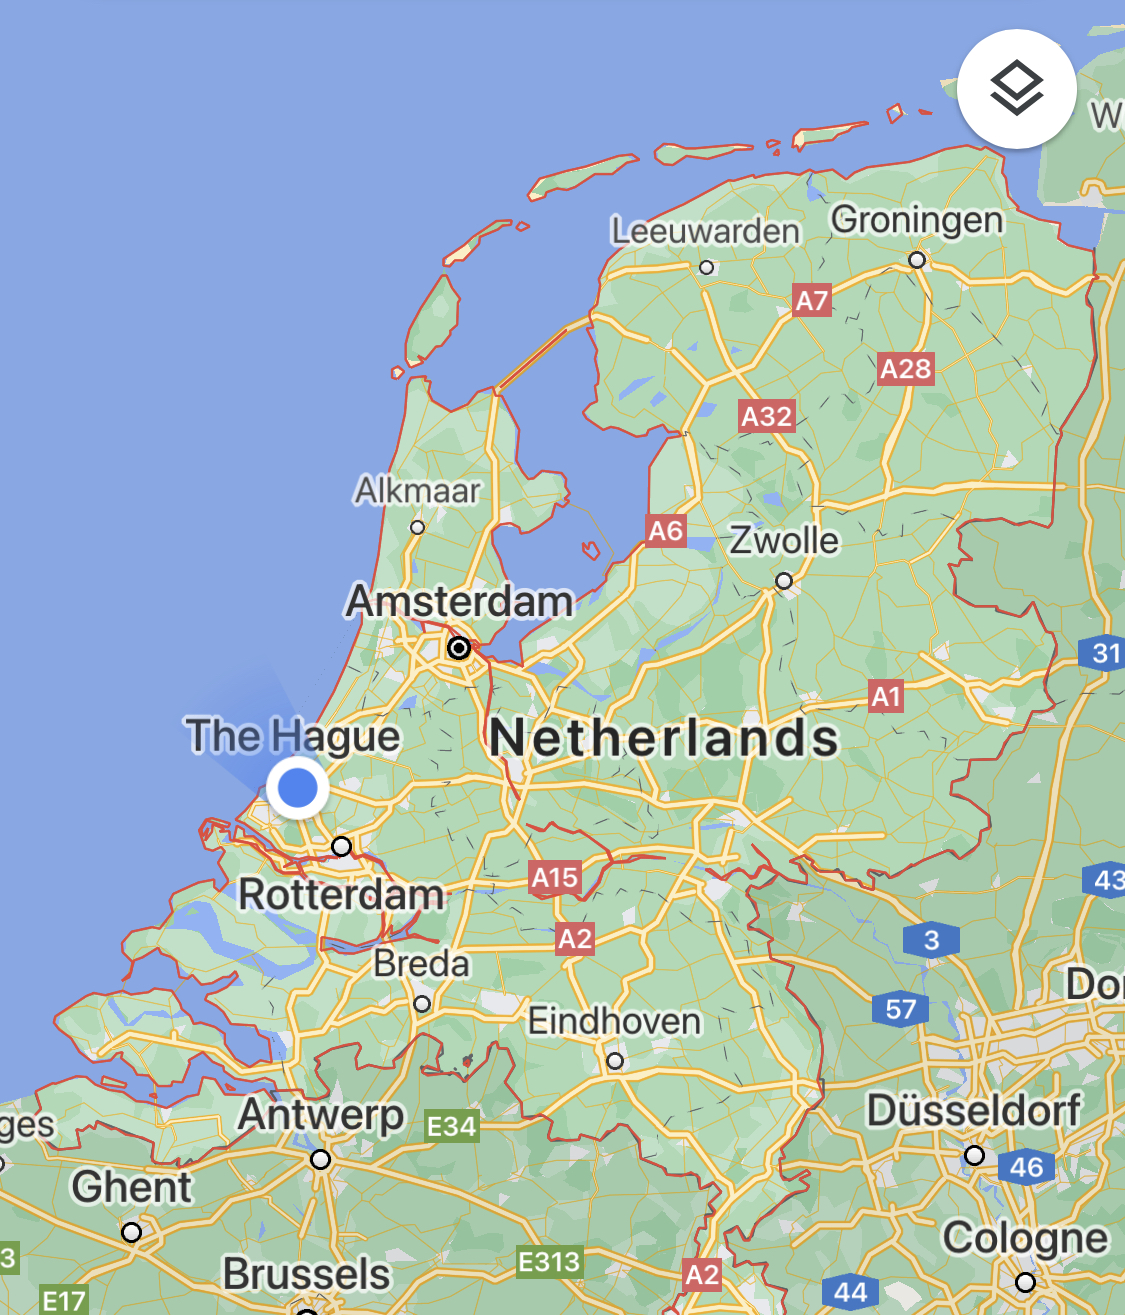 W
Groningen
Leeuwarden
A7
A28
A32
Alkmaar
A6
Zwolle
Amsterdam
31
A1
The Hague
Netherlands
A15
43
Rotterdam
A2
3
Breda
Dor
57
Eindhoven
Antwerp
E34
Düsseldorf
ges
46
Ghent
Cologne
3
E313
Brussels
A2
44
E17